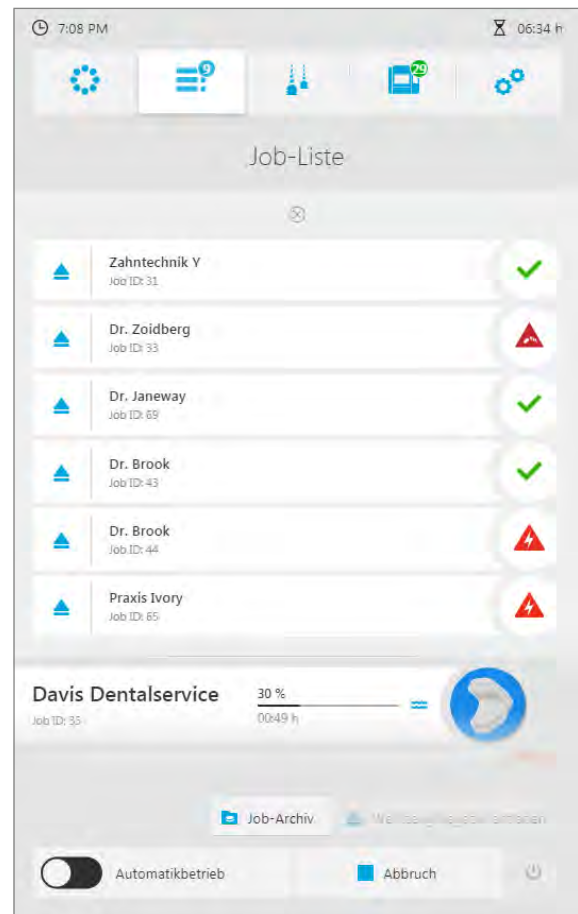 7:08 PM
06:34 h
9
29
Job-Liste
Zahntechnik Y
Job ID: 31
Dr. Zoidberg
Job ID: 33
Dr. Janeway
Job ID: 69
Dr. Brook
Job ID: 43
Dr. Brook
Job ID: 44
Praxis Ivory
Job ID: 65
Davis Dentalservice
Job ID: 35
30 %
00:49 h
Job-Archiv
Automatikbetrieb
Abbruch